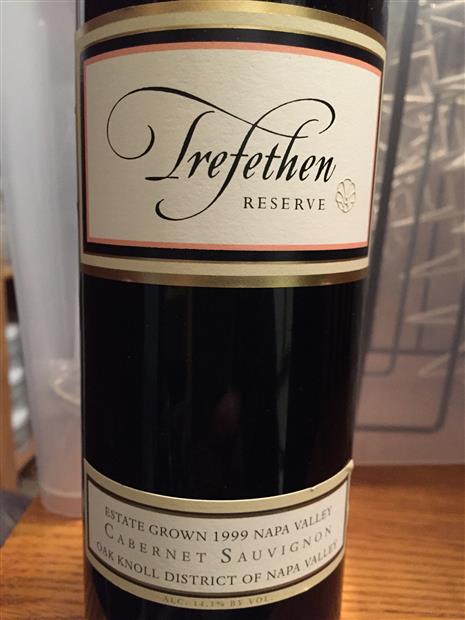 Trefethen
RESERVE
ESTATE GROWN 1999 NAPA VALLEY
CABERNET SAUVIGNON
OAK KNOLL DISTRICT OF NAPA VALLEY
ALC. 14.1% BY VOL.